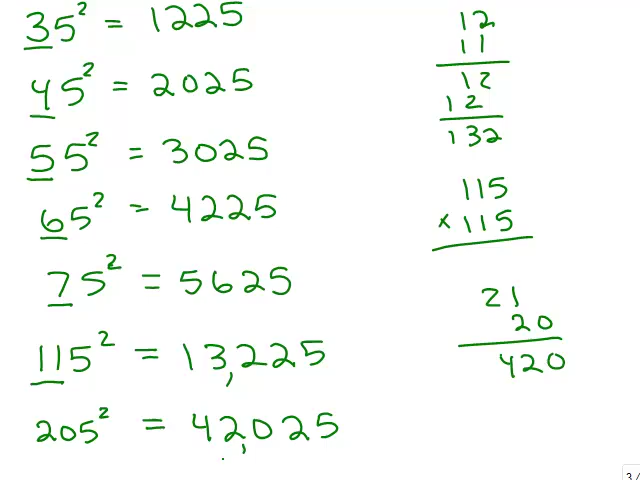 35² = 1225
45² = 2025
55² = 3025
65² = 4225
75² = 5625
115² = 13,225
205² = 42,025
12
11
12
12
132
115
× 115
21
20
420
3/